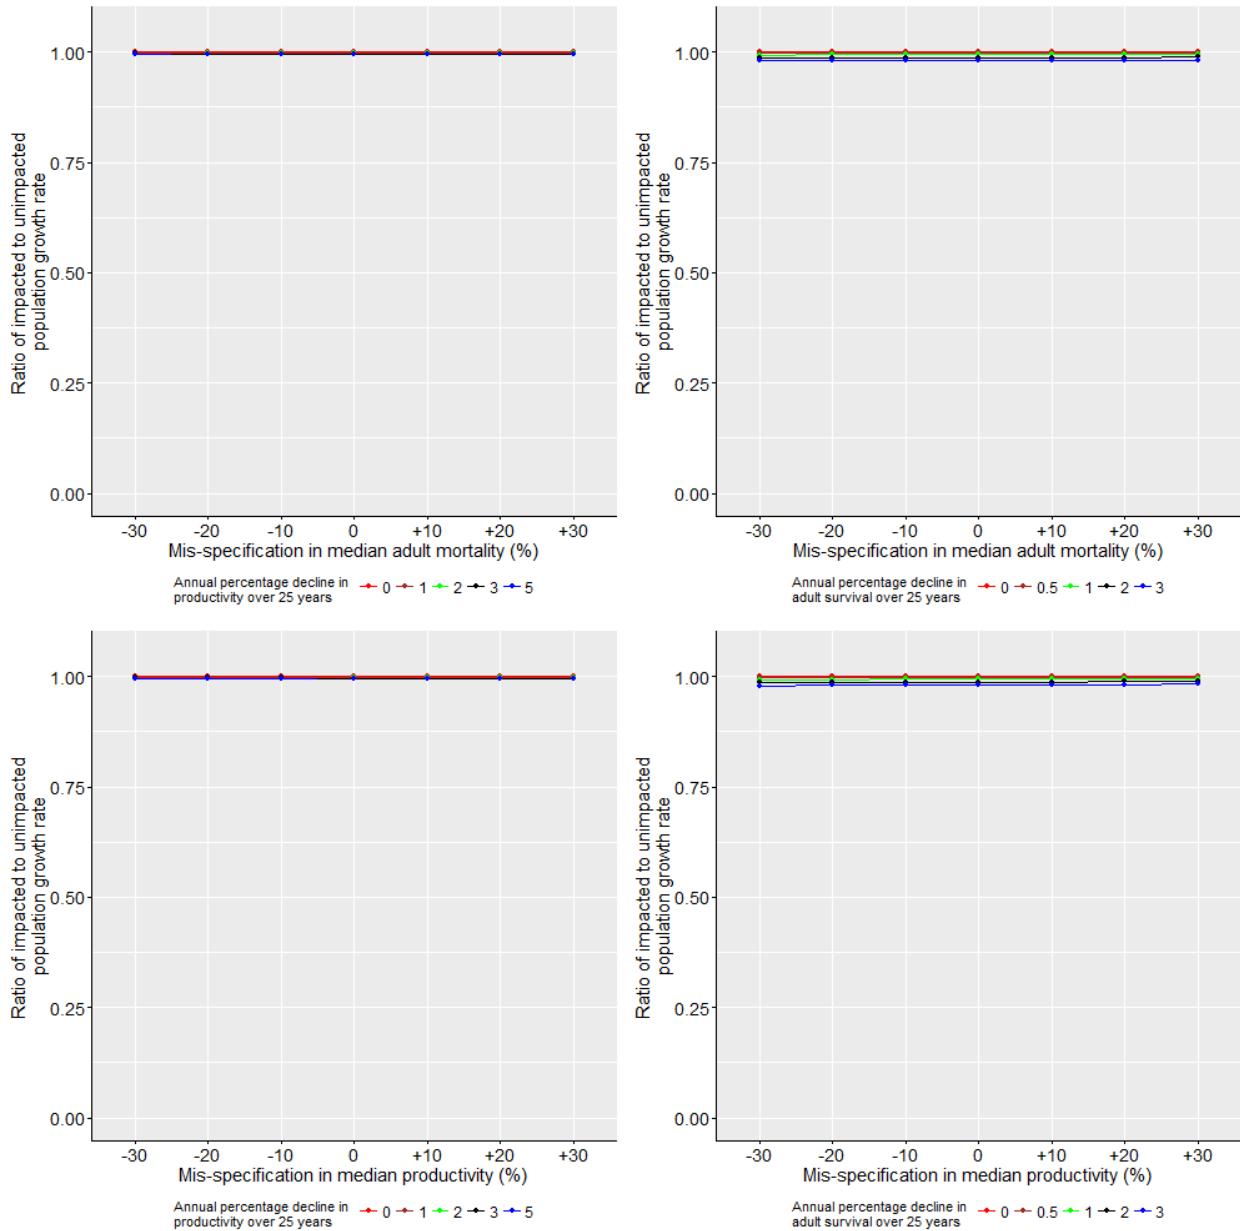 Ratio of impacted to unimpacted
population growth rate
1.00
0.75
0.50
0.25
0.00
-30 -20 -10 0 +10 +20 +30
Mis-specification in median adult mortality (%)
Annual percentage decline in
productivity over 25 years 0 1 2 3 5
Ratio of impacted to unimpacted
population growth rate
1.00
0.75
0.50
0.25
0.00
-30 -20 -10 0 +10 +20 +30
Mis-specification in median adult mortality (%)
Annual percentage decline in
adult survival over 25 years 0 0.5 1 2 3
Ratio of impacted to unimpacted
population growth rate
1.00
0.75
0.50
0.25
0.00
-30 -20 -10 0 +10 +20 +30
Mis-specification in median productivity (%)
Annual percentage decline in
productivity over 25 years 0 1 2 3 5
Ratio of impacted to unimpacted
population growth rate
1.00
0.75
0.50
0.25
0.00
-30 -20 -10 0 +10 +20 +30
Mis-specification in median productivity (%)
Annual percentage decline in
adult survival over 25 years 0 0.5 1 2 3